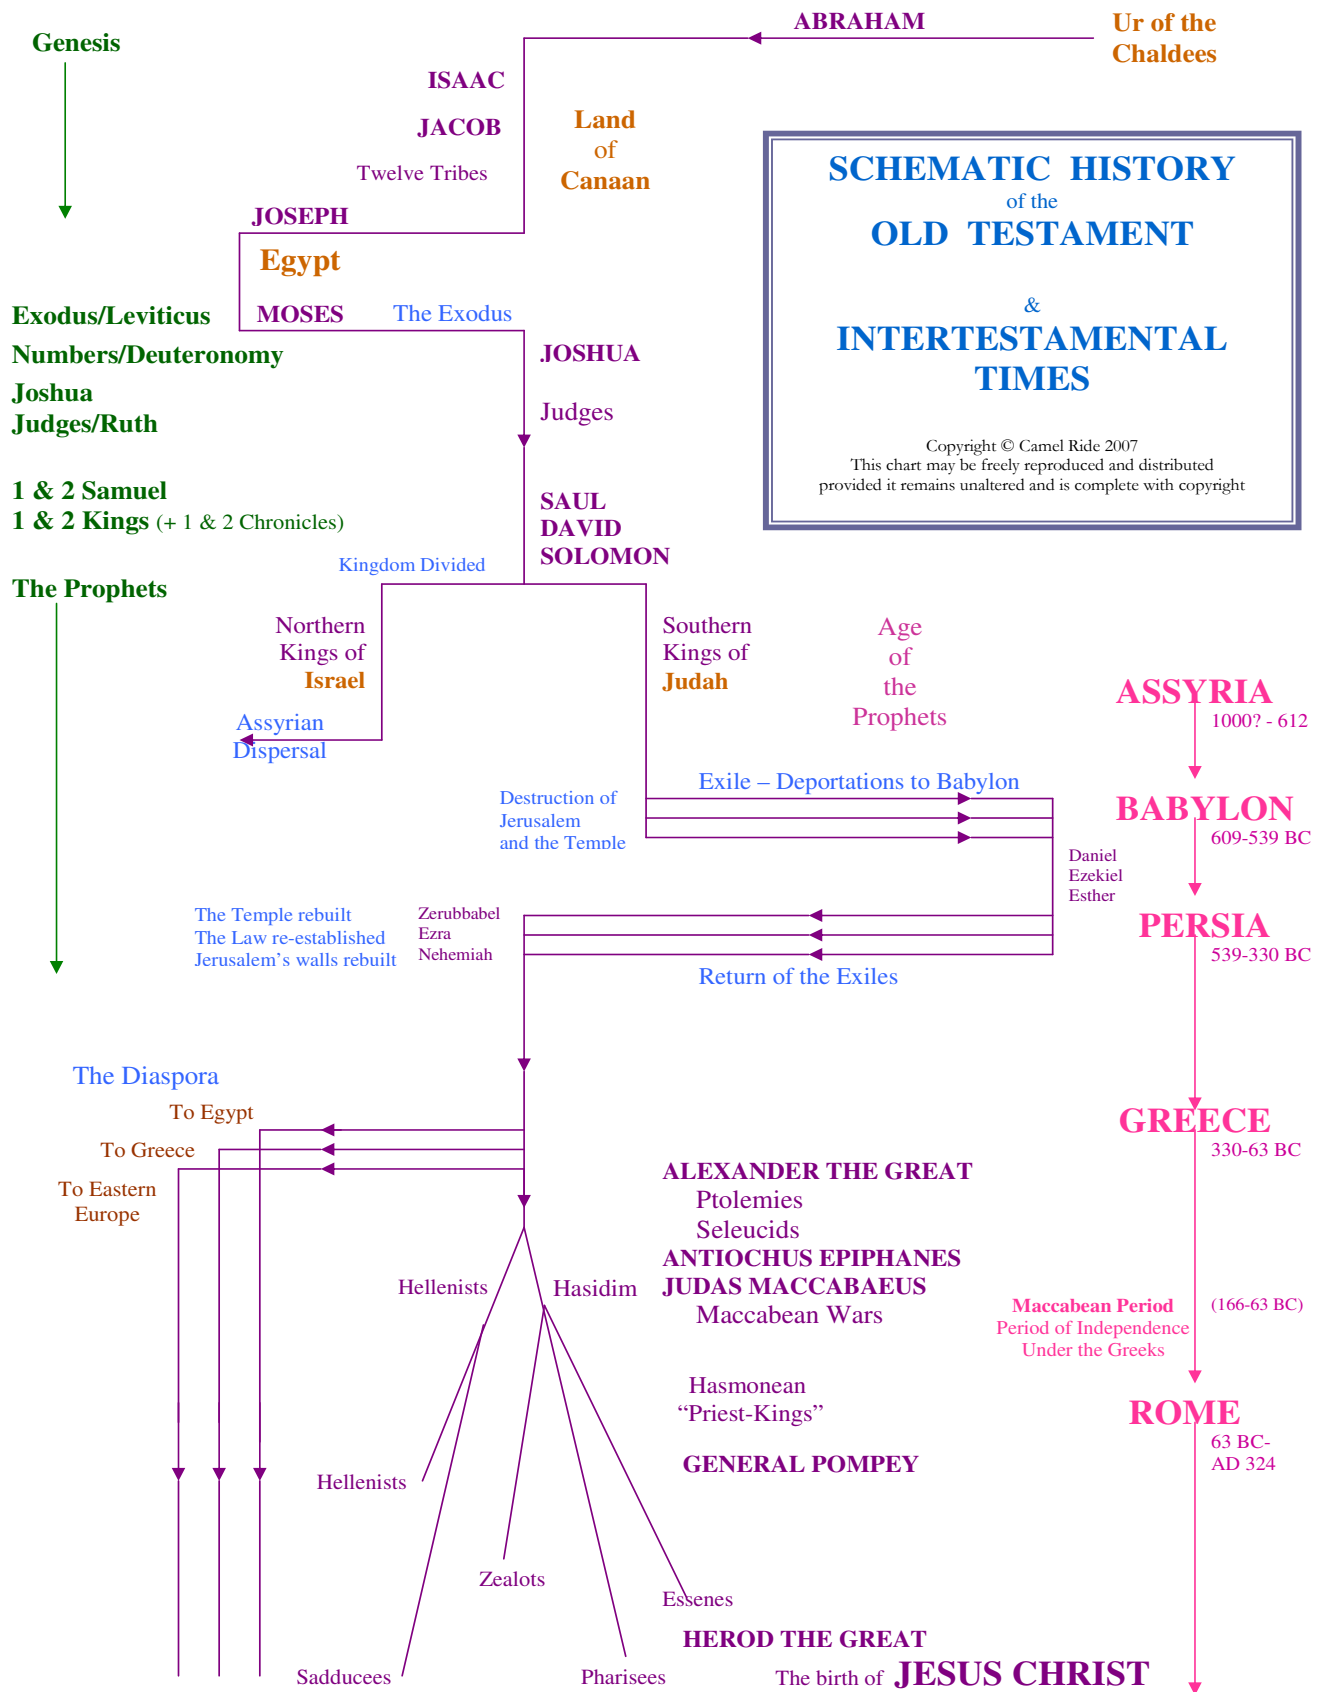 ABRAHAM
Ur of the
Chaldees
Genesis
ISAAC
JACOB
Twelve Tribes
Land
of
Canaan
JOSEPH
Egypt
SCHEMATIC HISTORY
of the
OLD TESTAMENT
&
INTERTESTAMENTAL
TIMES
Copyright © Camel Ride 2007
This chart may be freely reproduced and distributed
provided it remains unaltered and is complete with copyright
Exodus/Leviticus
MOSES
The Exodus
Numbers/Deuteronomy
JOSHUA
Joshua
Judges/Ruth
Judges
1 & 2 Samuel
1 & 2 Kings (+ 1 & 2 Chronicles)
SAUL
DAVID
SOLOMON
Kingdom Divided
The Prophets
Northern
Kings of
Israel
Southern
Kings of
Judah
Age
of
the
Prophets
ASSYRIA
1000? - 612
Assyrian
Dispersal
Exile – Deportations to Babylon
Destruction of
Jerusalem
and the Temple
BABYLON
609-539 BC
Daniel
Ezekiel
Esther
The Temple rebuilt
The Law re-established
Jerusalem's walls rebuilt
Zerubbabel
Ezra
Nehemiah
PERSIA
539-330 BC
Return of the Exiles
The Diaspora
To Egypt
To Greece
To Eastern
Europe
GREECE
330-63 BC
ALEXANDER THE GREAT
Ptolemies
Seleucids
ANTIOCHUS EPIPHANES
JUDAS MACCABAEUS
Maccabean Wars
Hellenists
Hasidim
Maccabean Period
(166-63 BC)
Period of Independence
Under the Greeks
Hasmonean
“Priest-Kings”
ROME
63 BC-
AD 324
GENERAL POMPEY
Hellenists
Zealots
Essenes
HEROD THE GREAT
Sadducees
Pharisees
The birth of JESUS CHRIST